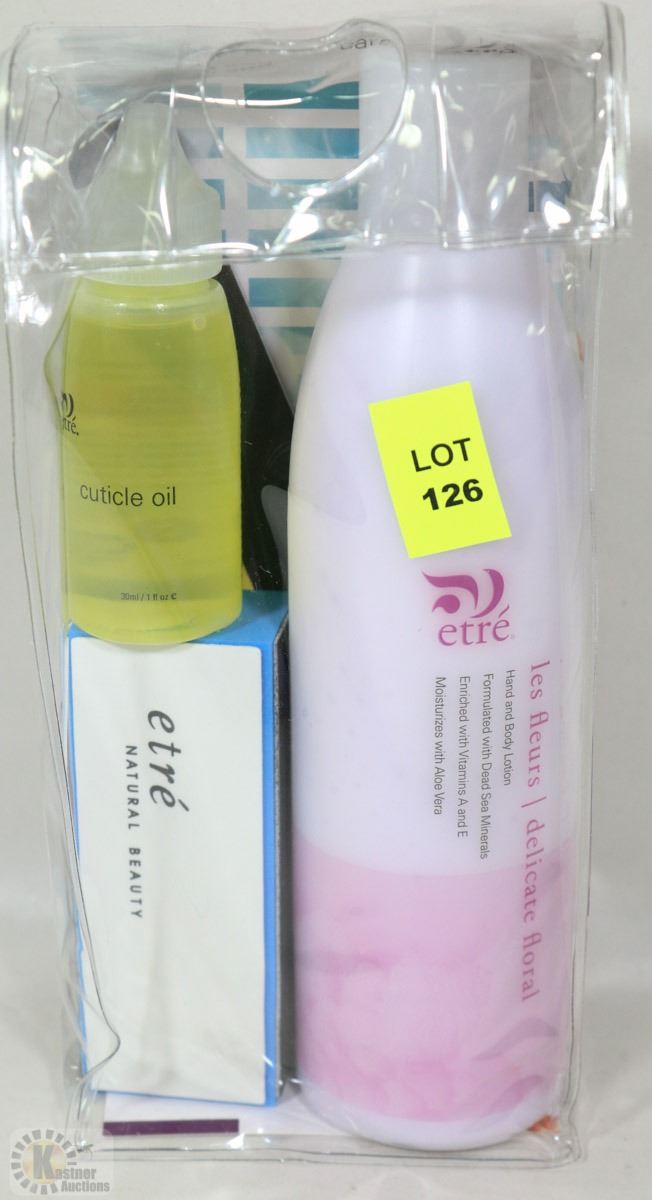 LOT
126
etrè
les fleurs | delicate floral
Hand and Body Lotion
Formulated with Dead Sea Minerals
Enriched with Vitamins A and E
Moisturizes with Aloe Vera
etré.
cuticle oil
30ml / 1 fl oz e
etré
NATURAL BEAUTY
Kastner
Auctions